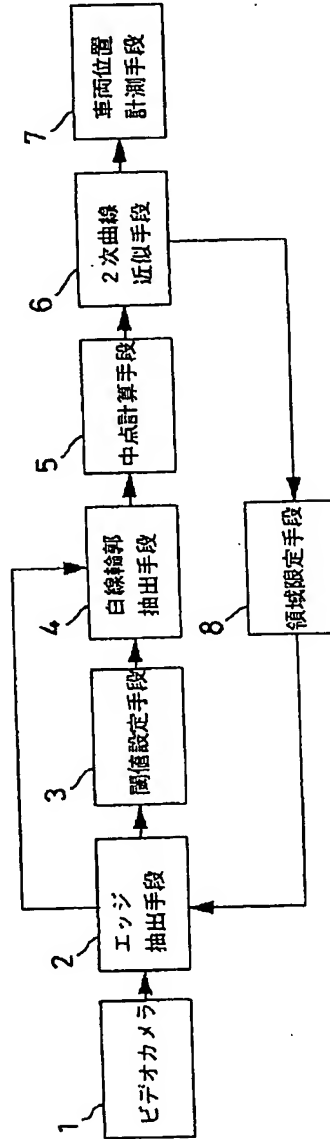 1
ビデオカメラ
2
エッジ
抽出手段
3
閾値設定手段
4
白線輪郭
抽出手段
5
中点計算手段
6
2次曲線
近似手段
7
車両位置
計測手段
8
領域限定手段